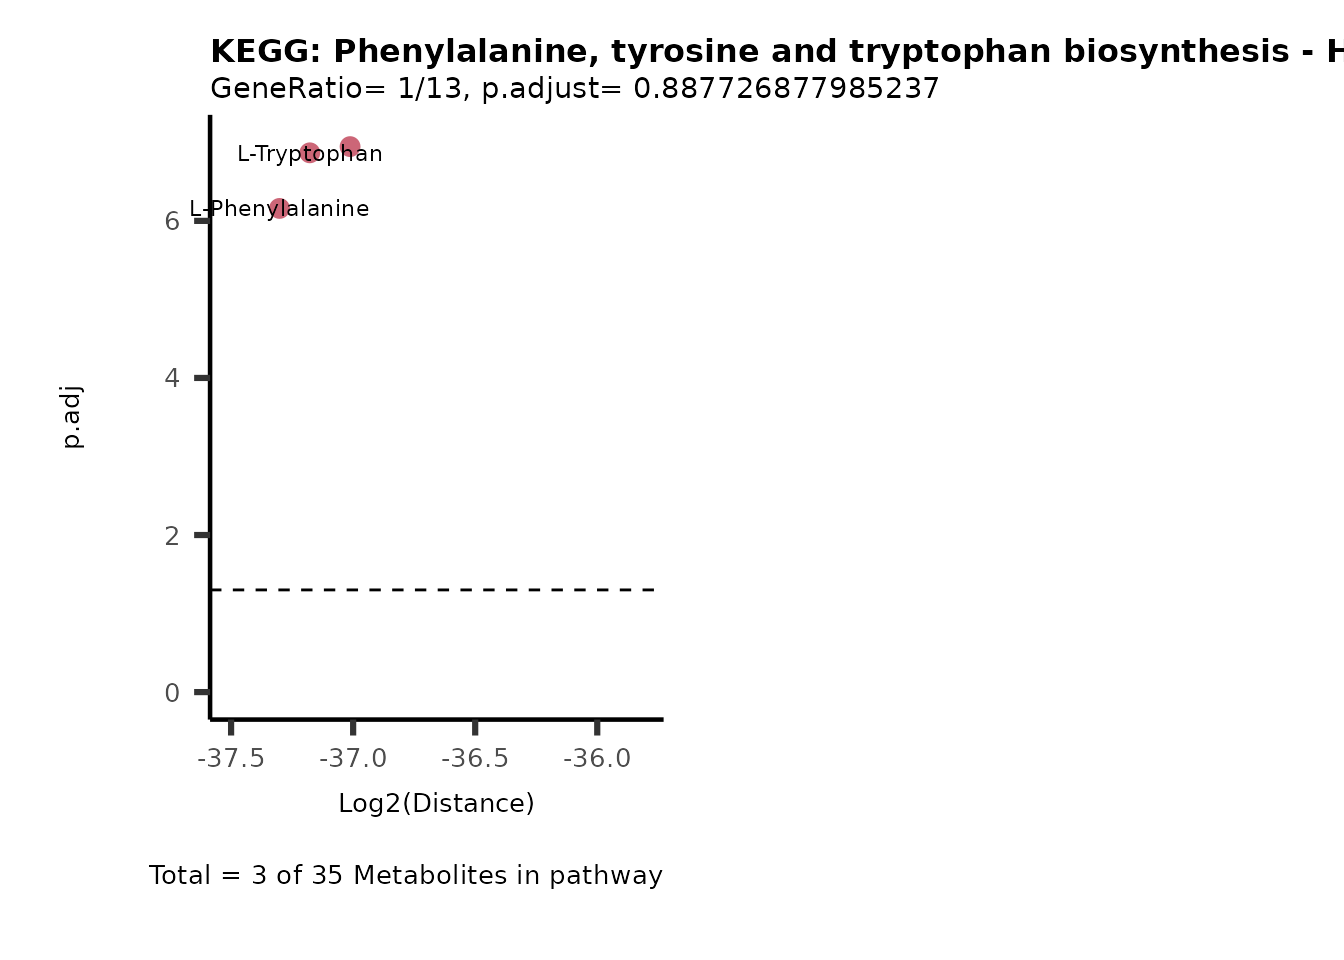 KEGG: Phenylalanine, tyrosine and tryptophan biosynthesis - H
GeneRatio= 1/13, p.adjust= 0.887726877985237
L-Tryptophan
L-Phenylalanine
6
4
2
0
p.adj
-37.5 -37.0 -36.5 -36.0
Log2(Distance)
Total = 3 of 35 Metabolites in pathway